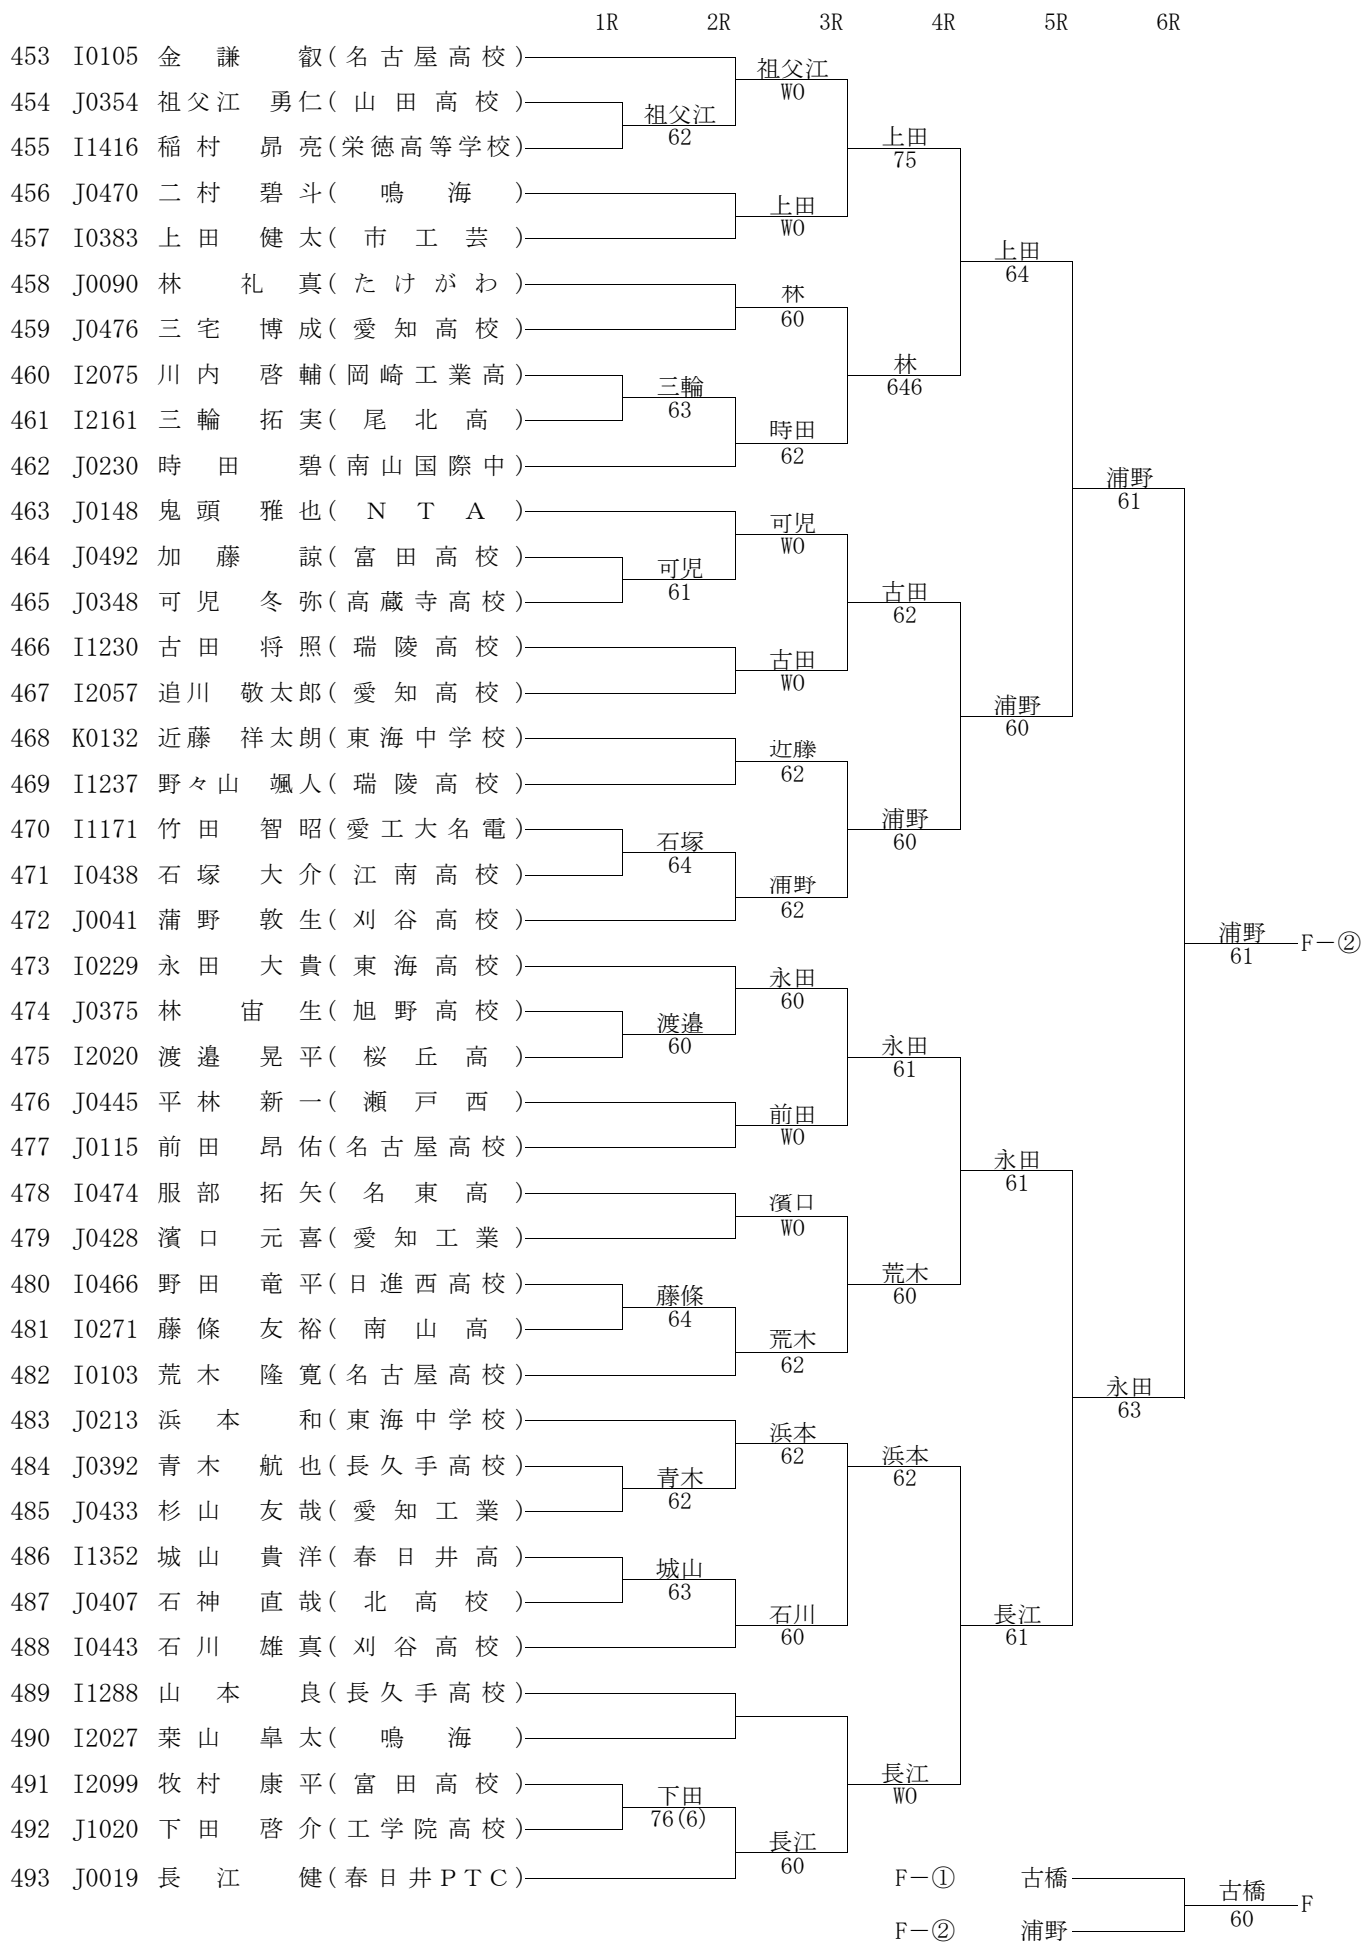 1R 2R 3R 4R 5R 6R
453 I0105 金 謙 叡(名古屋高校)
祖父江
WO
454 J0354 祖父江 勇仁(山田高校)
祖父江
62
上田
75
455 I1416 稲村 昴亮(栄徳高等学校)
456 J0470 二村 碧斗(鳴海)
上田
WO
457 I0383 上田 健太(市工芸)
上田
64
458 J0090 林 礼真(たけがわ)
林
60
459 J0476 三宅 博成(愛知高校)
林
646
460 I2075 川内 啓輔(岡崎工業高)
三輪
63
461 I2161 三輪 拓実(尾北高)
時田
62
462 J0230 時田 碧(南山国際中)
浦野
61
463 J0148 鬼頭 雅也(NTA)
可児
WO
464 J0492 加藤 諒(富田高校)
可児
61
古田
62
465 J0348 可児 冬弥(高蔵寺高校)
466 I1230 古田 将照(瑞陵高校)
古田
WO
467 I2057 追川 敬太郎(愛知高校)
浦野
60
468 K0132 近藤 祥太朗(東海中学校)
近藤
62
469 I1237 野々山 颯人(瑞陵高校)
浦野
60
470 I1171 竹田 智昭(愛工大名電)
石塚
64
471 I0438 石塚 大介(江南高校)
浦野
62
472 J0041 蒲野 敦生(刈谷高校)
浦野
61
F－②
473 I0229 永田 大貴(東海高校)
永田
60
474 J0375 林 宙生(旭野高校)
渡邉
60
永田
61
475 I2020 渡邉 晃平(桜丘高)
476 J0445 平林 新一(瀬戸西)
前田
WO
477 J0115 前田 昂佑(名古屋高校)
永田
61
478 I0474 服部 拓矢(名東高)
濱口
WO
479 J0428 濱口 元喜(愛知工業)
荒木
60
480 I0466 野田 竜平(日進西高校)
藤條
64
481 I0271 藤條 友裕(南山高)
荒木
62
482 I0103 荒木 隆寛(名古屋高校)
永田
63
483 J0213 浜本 和(東海中学校)
浜本
62
浜本
62
484 J0392 青木 航也(長久手高校)
青木
62
485 J0433 杉山 友哉(愛知工業)
486 I1352 城山 貴洋(春日井高)
城山
63
487 J0407 石神 直哉(北高校)
石川
60
長江
61
488 I0443 石川 雄真(刈谷高校)
489 I1288 山本 良(長久手高校)
490 I2027 桒山 皐太(鳴海)
長江
WO
491 I2099 牧村 康平(富田高校)
下田
76(6)
492 J1020 下田 啓介(工学院高校)
長江
60
493 J0019 長江 健(春日井PTC)
F－① 古橋
古橋
60
F
F－② 浦野